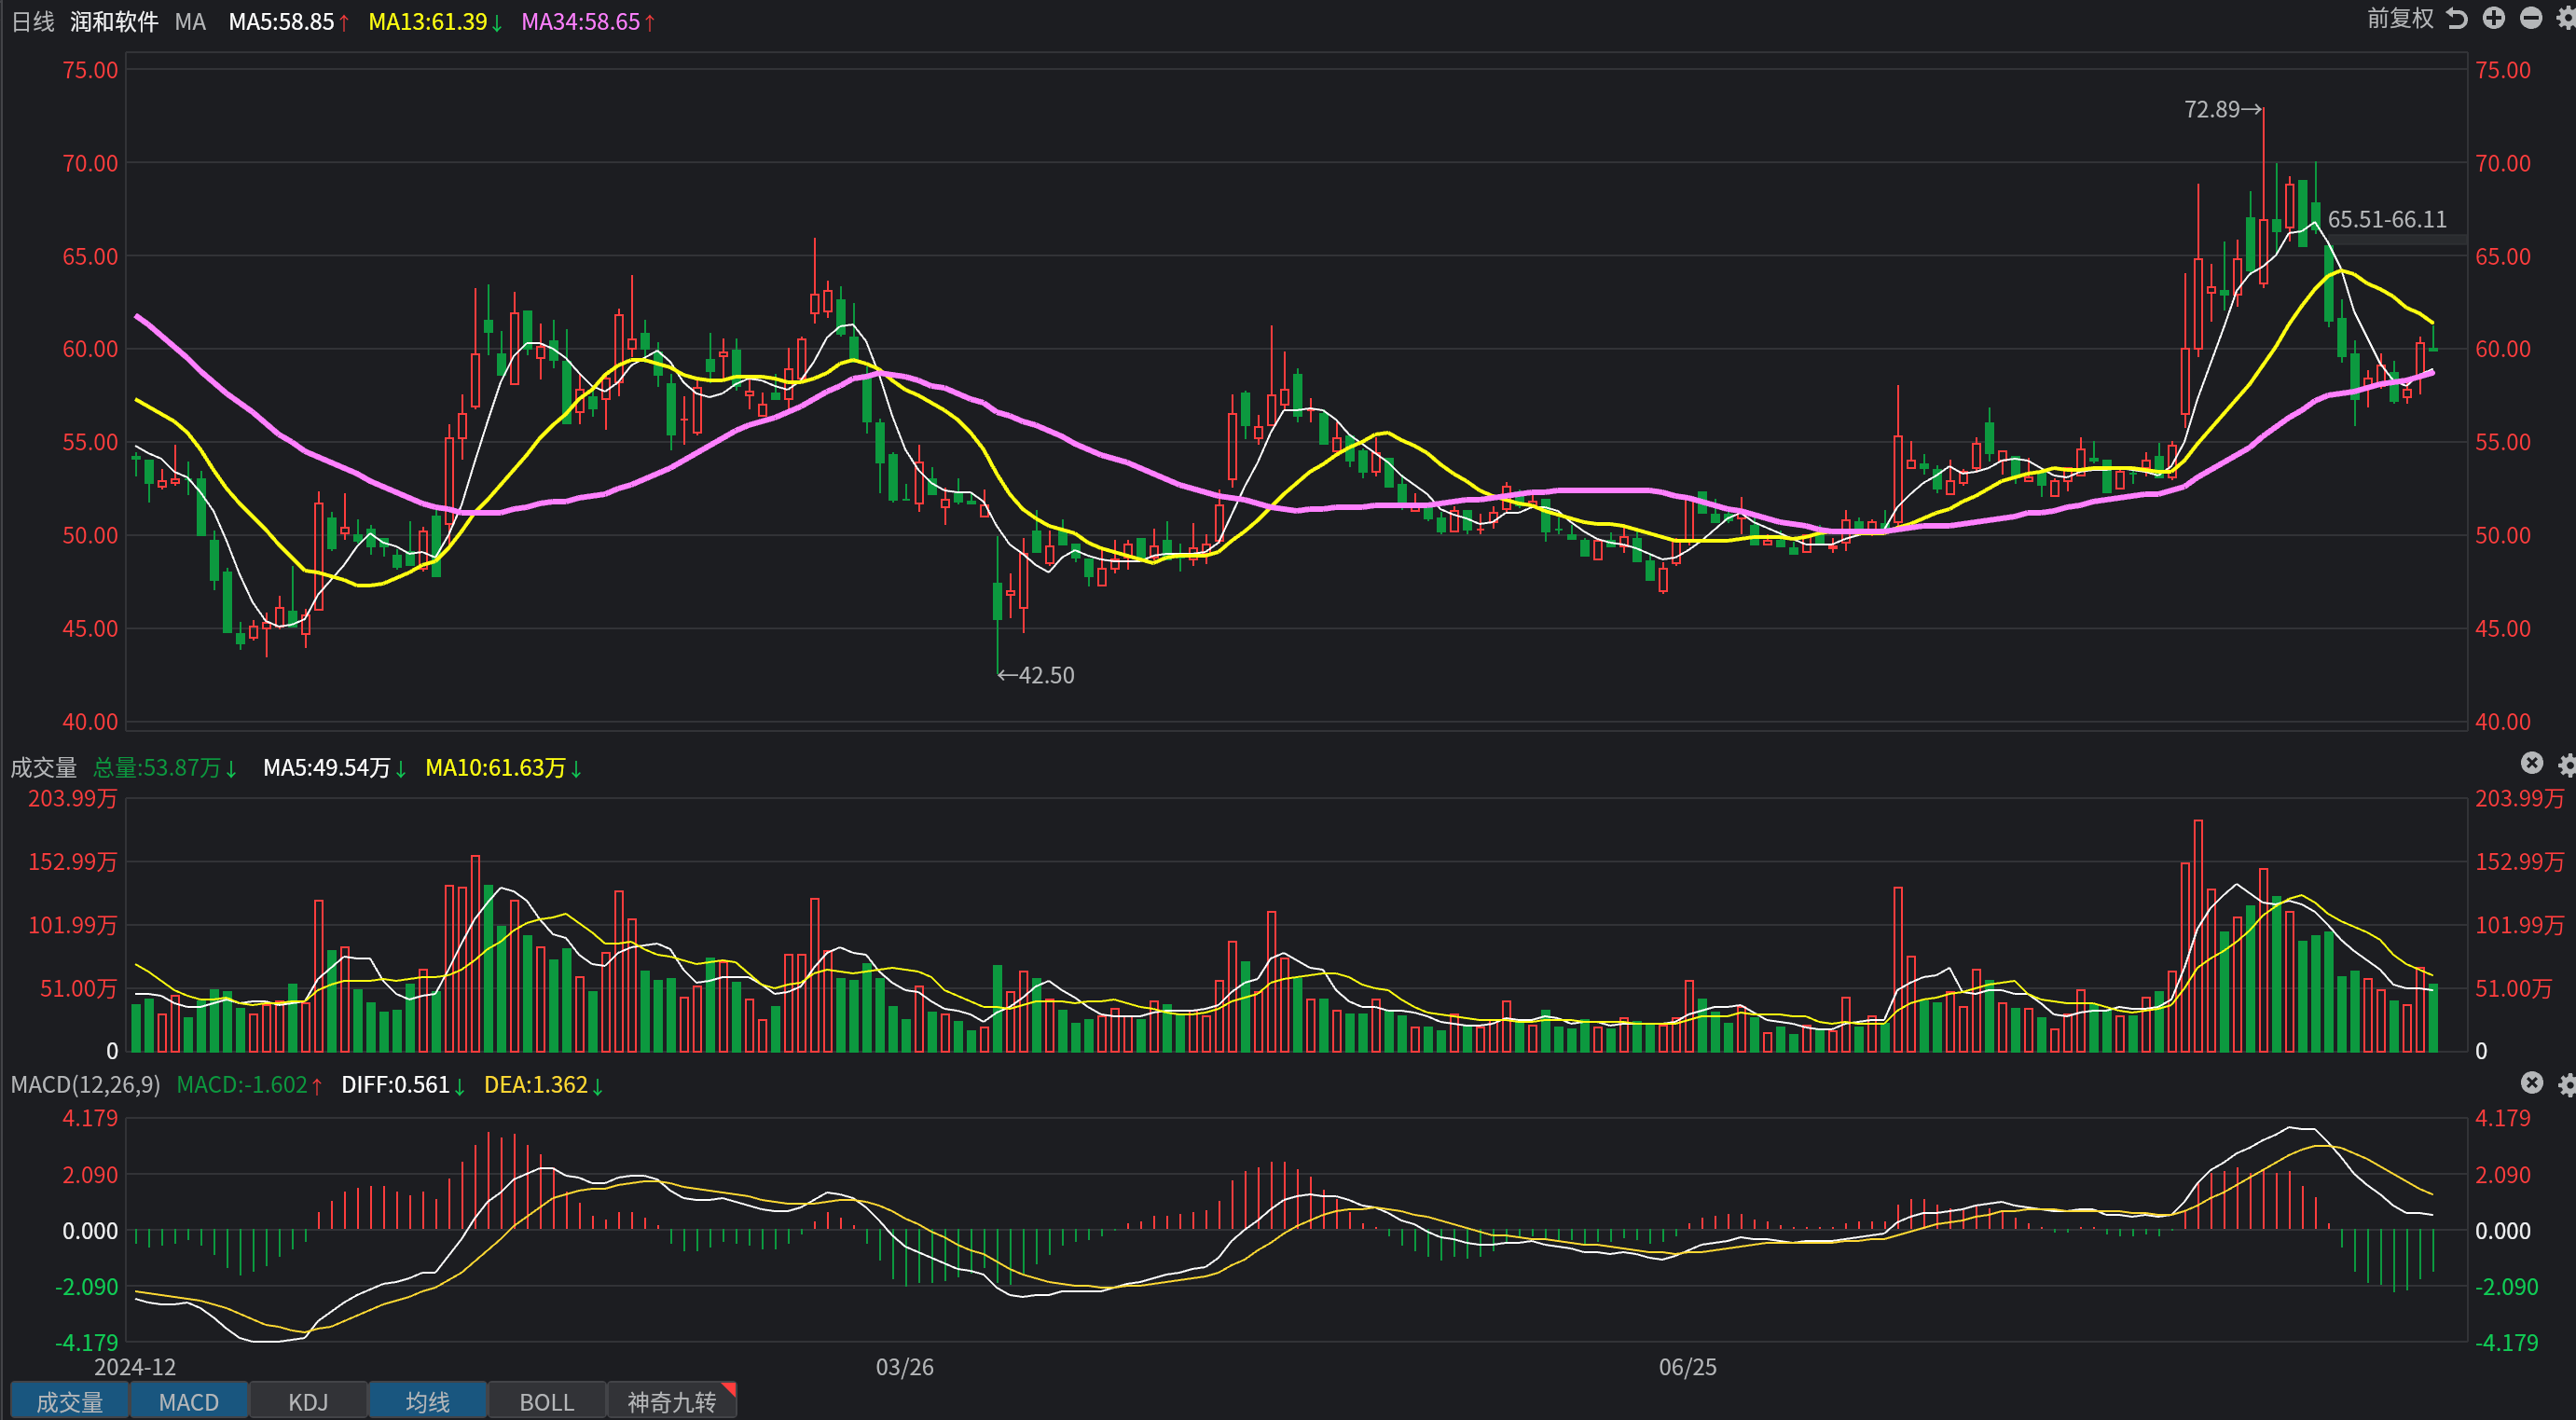 日线 润和软件 MA MA5:58.85↑ MA13:61.39↓ MA34:58.65↑ 前复权
75.00 75.00
72.89→
70.00 70.00
65.51-66.11
65.00 65.00
60.00 60.00
55.00 55.00
50.00 50.00
45.00 45.00
←42.50
40.00 40.00
成交量 总量:53.87万↓ MA5:49.54万↓ MA10:61.63万↓
203.99万 203.99万
152.99万 152.99万
101.99万 101.99万
51.00万 51.00万
0 0
MACD(12,26,9) MACD:-1.602↑ DIFF:0.561↓ DEA:1.362↓
4.179 4.179
2.090 2.090
0.000 0.000
-2.090 -2.090
-4.179 -4.179
2024-12 03/26 06/25
成交量 MACD KDJ 均线 BOLL 神奇九转